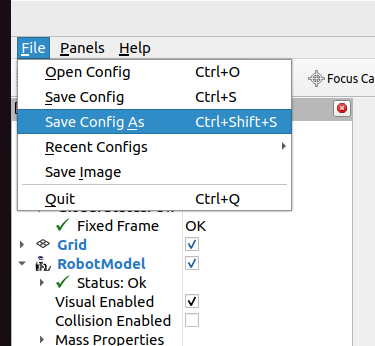 File Panels Help
Open Config Ctrl+O
Save Config Ctrl+S
Focus Ca
Save Config As Ctrl+Shift+S
Recent Configs
Save Image
Quit Ctrl+Q
Fixed Frame OK
Grid
RobotModel
Status: Ok
Visual Enabled
Collision Enabled
Mass Properties